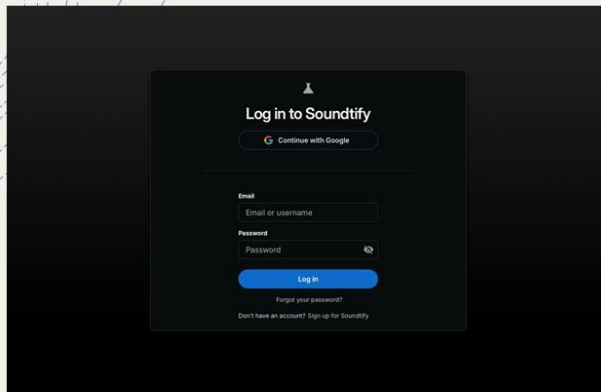 Log in to Soundtify
Continue with Google
Email
Email or username
Password
Password
Log in
Forgot your password?
Don't have an account? Sign up for Soundtify